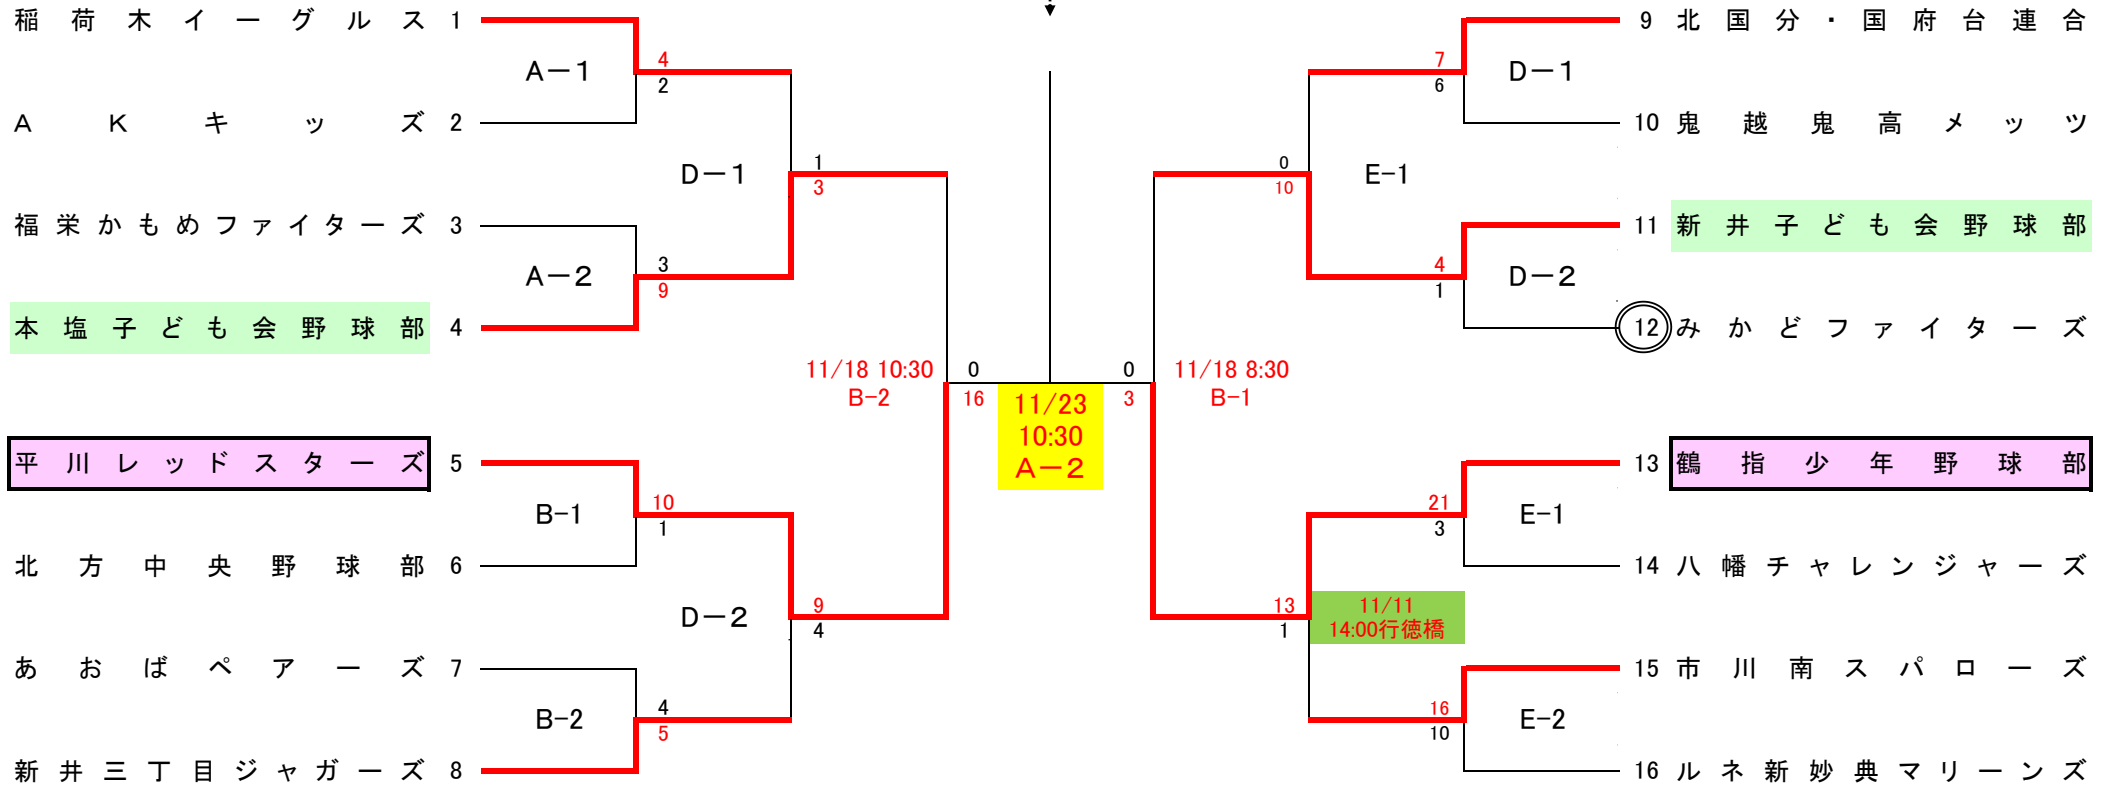 稲荷木イーグルス 1
A－1
4
2
AKキッズ 2
D－1
1
3
福栄かもめファイターズ 3
A－2
3
9
本塩子ども会野球部 4
11/18 10:30
B-2
0
16
平川レッドスターズ 5
B-1
10
1
北方中央野球部 6
D－2
9
4
あおばペアーズ 7
B-2
4
5
新井三丁目ジャガーズ 8
11/23
10:30
A－2
9 北国分・国府台連合
7
6
D－1
10 鬼越鬼高メッツ
0
10
E-1
11 新井子ども会野球部
4
1
D－2
12 みかどファイターズ
0
3
11/18 8:30
B-1
13 鶴指少年野球部
21
3
E-1
14 八幡チャレンジャーズ
13
1
11/11
14:00行徳橋
15 市川南スパローズ
16
10
E-2
16 ルネ新妙典マリーンズ